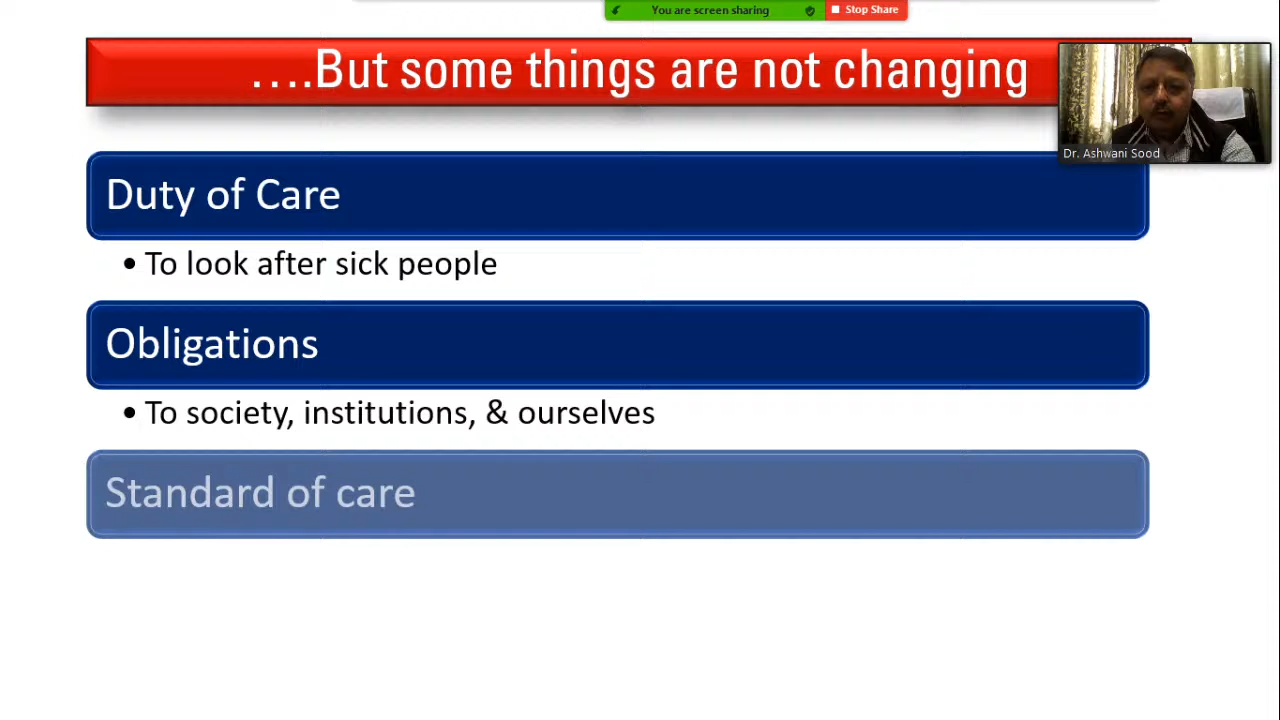 You are screen sharing
Stop Share
....But some things are not changing
Dr. Ashwani Sood
Duty of Care
• To look after sick people
Obligations
• To society, institutions, & ourselves
Standard of care